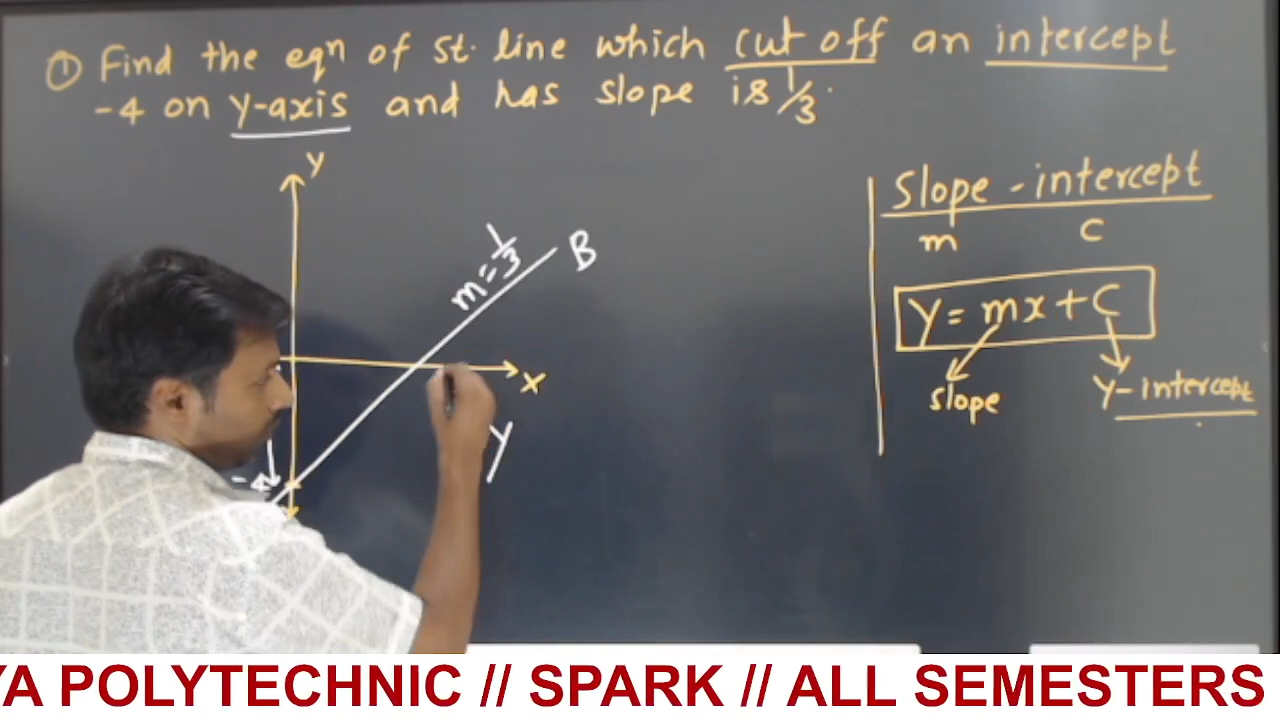 ① Find the eqn of st. line which cut off an intercept
-4 on y-axis and has slope is 1/3.
Y
m = 1/3
B
X
-4
Y
Slope - intercept
m C
Y = mx + C
slope
Y-intercept
YA POLYTECHNIC // SPARK // ALL SEMESTERS